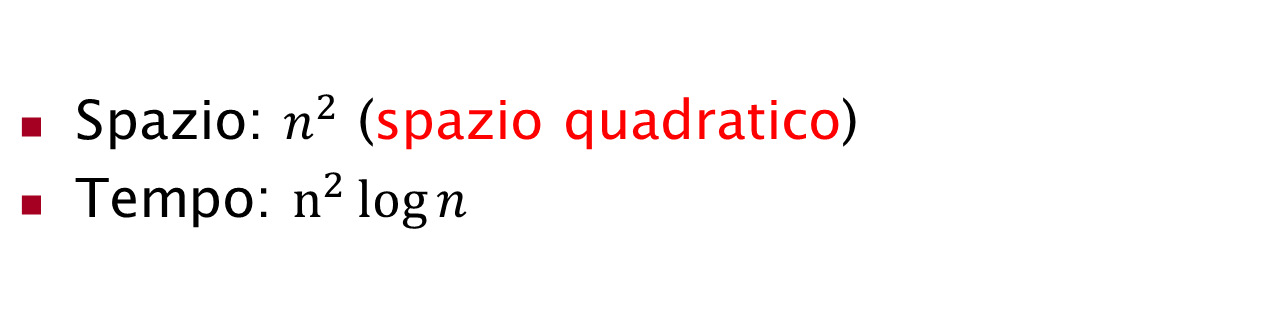 ▪ Spazio: n² (spazio quadratico)
▪ Tempo: n² log n